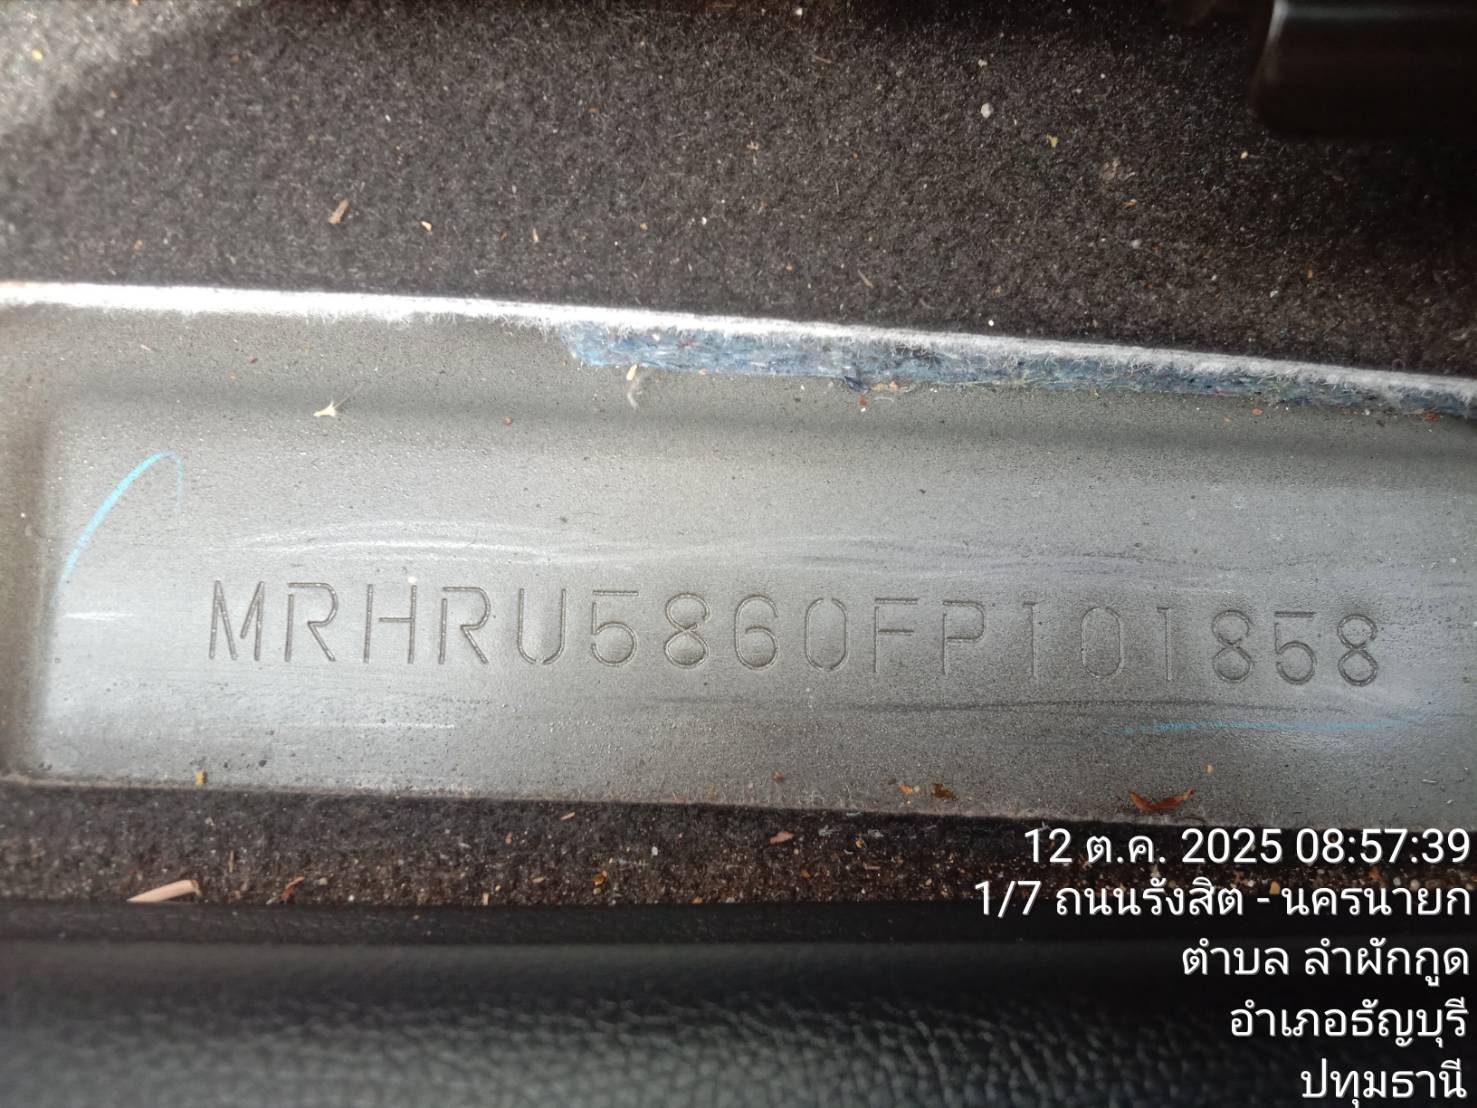 MRHRU5860FP101858
12 ต.ค. 2025 08:57:39
1/7 ถนนรังสิต - นครนายก
ตำบล ลำผักกูด
อำเภอธัญบุรี
ปทุมธานี